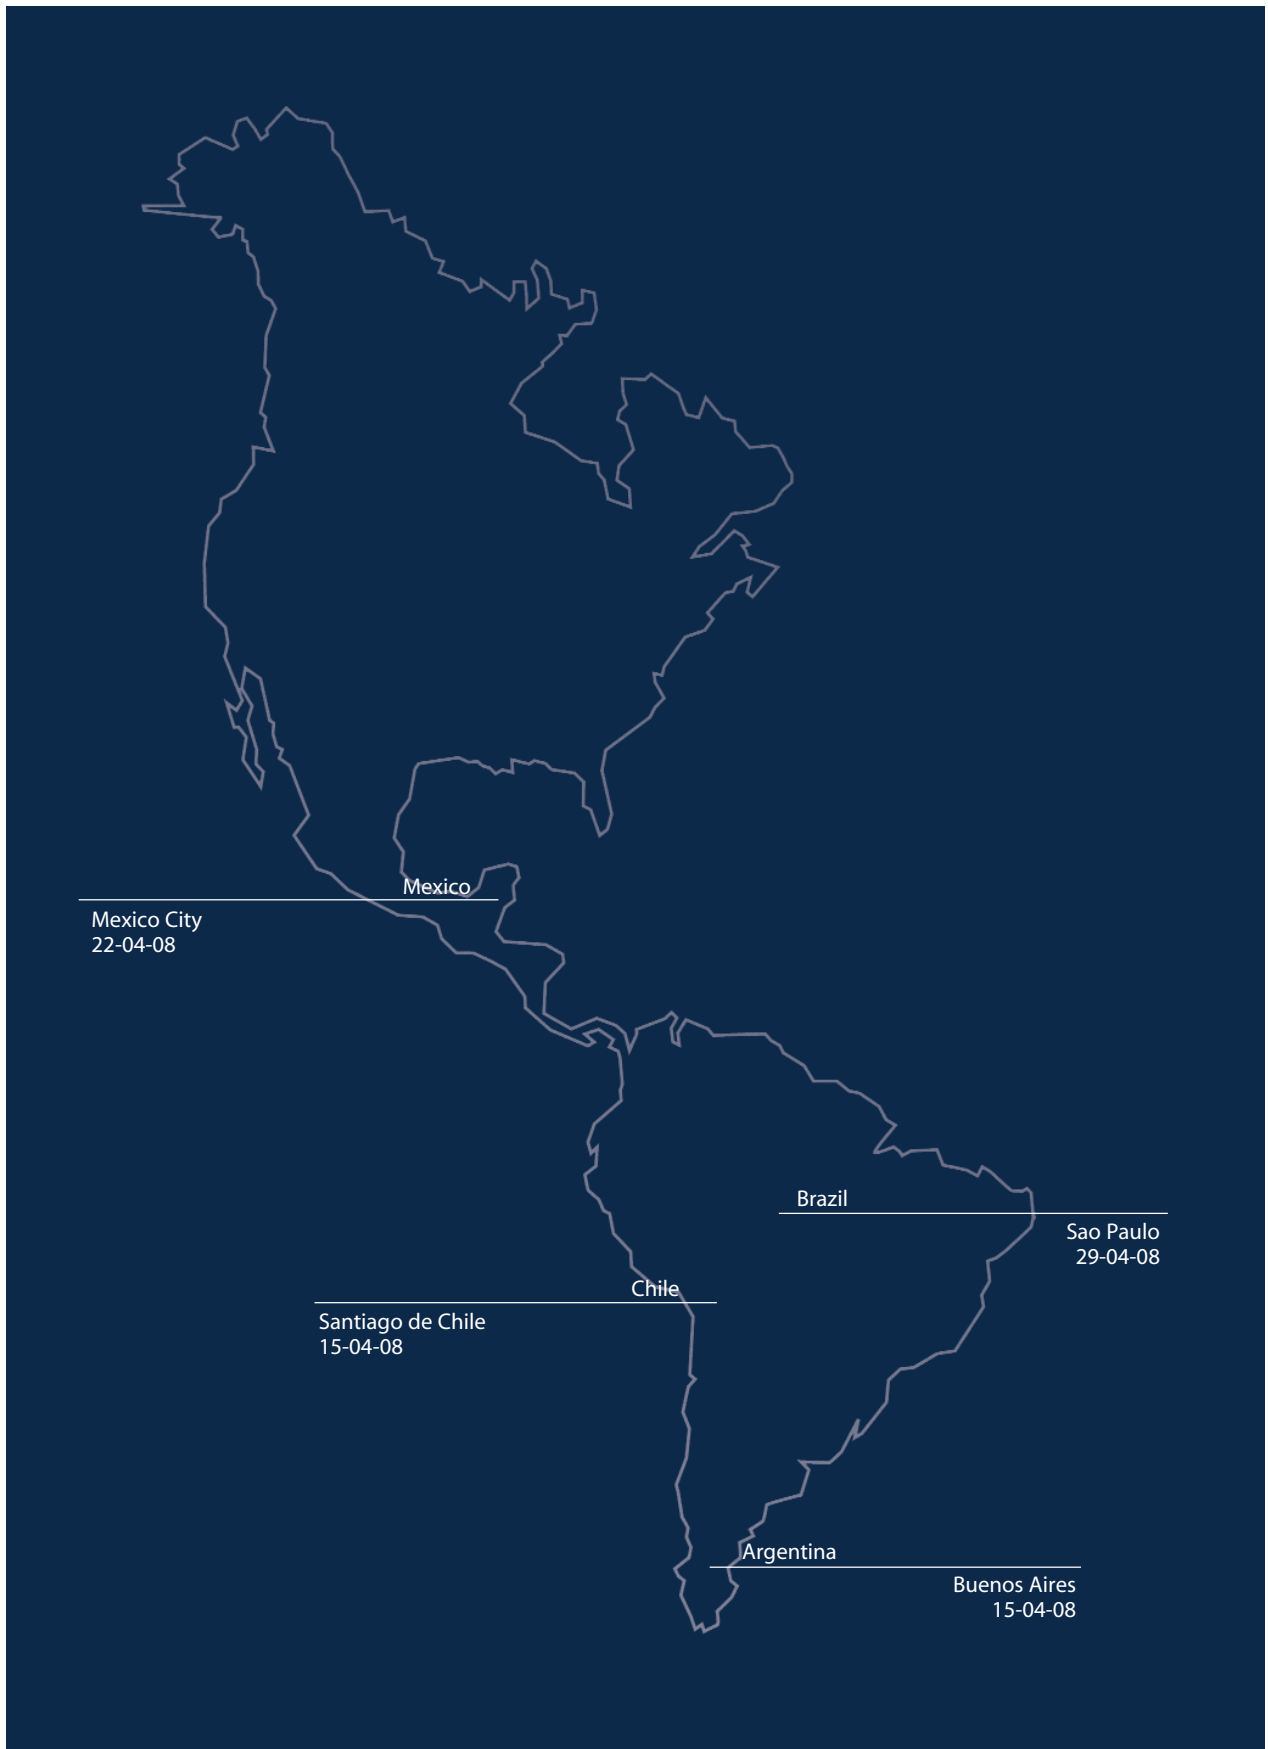 Mexico
Mexico City
22-04-08
Brazil
Sao Paulo
29-04-08
Chile
Santiago de Chile
15-04-08
Argentina
Buenos Aires
15-04-08